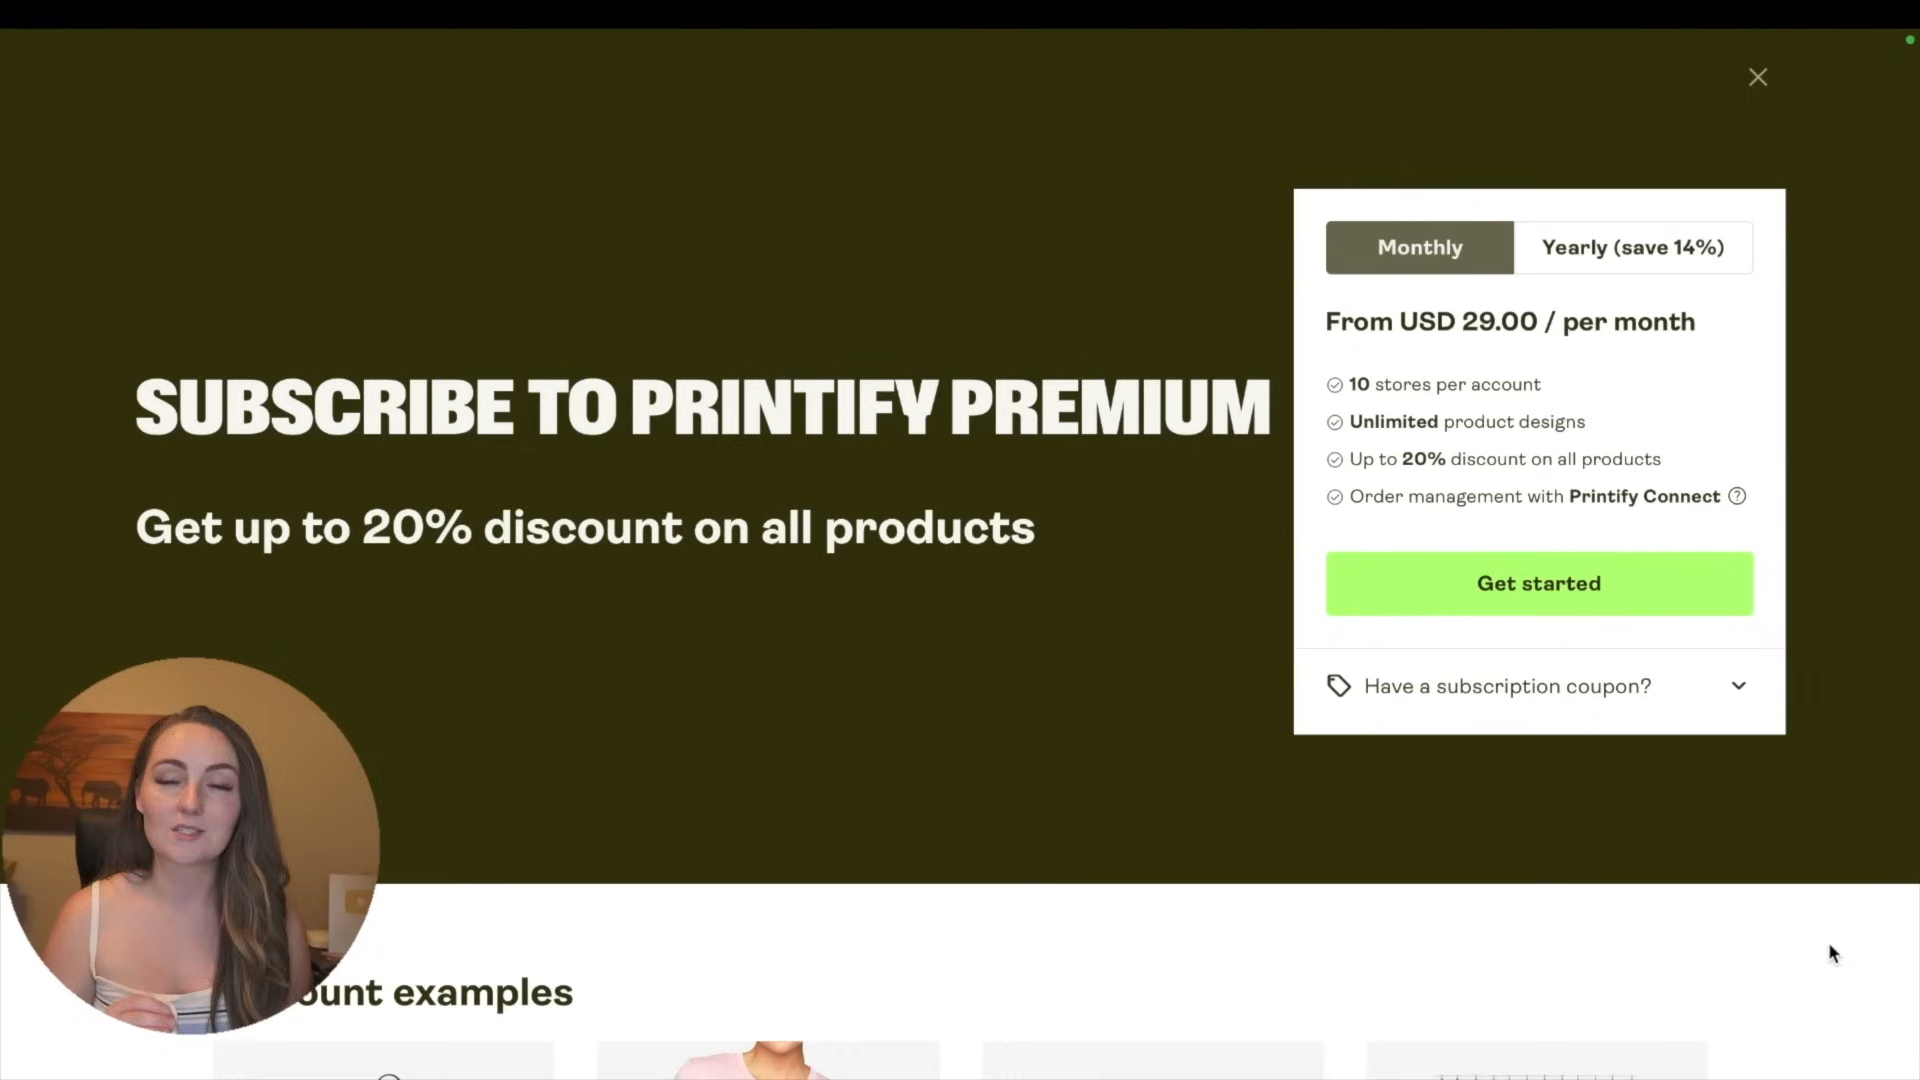 SUBSCRIBE TO PRINTIFY PREMIUM
Get up to 20% discount on all products
Monthly
Yearly (save 14%)
From USD 29.00 / per month
10 stores per account
Unlimited product designs
Up to 20% discount on all products
Order management with Printify Connect
Get started
Have a subscription coupon?
examples